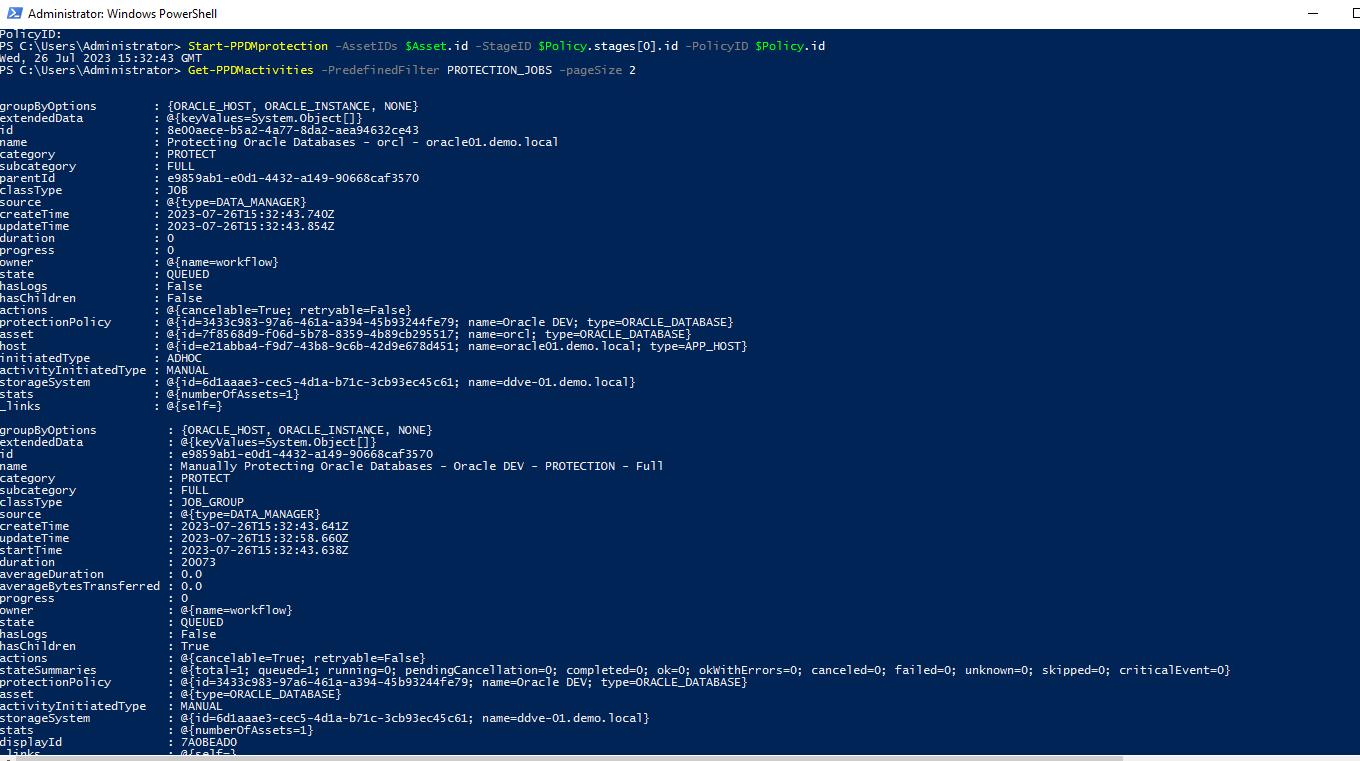 Administrator: Windows PowerShell
PolicyID:
PS C:\Users\Administrator> Start-PPDMprotection -AssetIDs $Asset.id -StageID $Policy.stages[0].id -PolicyID $Policy.id
Wed, 26 Jul 2023 15:32:43 GMT
PS C:\Users\Administrator> Get-PPDMactivities -PredefinedFilter PROTECTION_JOBS -pageSize 2
groupByOptions : {ORACLE_HOST, ORACLE_INSTANCE, NONE}
extendedData : @{keyValues=System.Object[]}
id : 8e00aece-b5a2-4a77-8da2-aea94632ce43
name : Protecting Oracle Databases - orcl - oracle01.demo.local
category : PROTECT
subcategory : FULL
parentId : e9859ab1-e0d1-4432-a149-90668caf3570
classType : JOB
source : @{type=DATA_MANAGER}
createTime : 2023-07-26T15:32:43.740Z
updateTime : 2023-07-26T15:32:43.854Z
duration : 0
progress : 0
owner : @{name=workflow}
state : QUEUED
hasLogs : False
hasChildren : False
actions : @{cancelable=True; retryable=False}
protectionPolicy : @{id=3433c983-97a6-461a-a394-45b93244fe79; name=Oracle DEV; type=ORACLE_DATABASE}
asset : @{id=7f8568d9-f06d-5b78-8359-4b89cb295517; name=orcl; type=ORACLE_DATABASE}
host : @{id=e21abba4-f9d7-43b8-9c6b-42d9e678d451; name=oracle01.demo.local; type=APP_HOST}
initiatedType : ADHOC
activityInitiatedType : MANUAL
storageSystem : @{id=6d1aaae3-cec5-4d1a-b71c-3cb93ec45c61; name=ddve-01.demo.local}
stats : @{numberOfAssets=1}
_links : @{self=}
groupByOptions : {ORACLE_HOST, ORACLE_INSTANCE, NONE}
extendedData : @{keyValues=System.Object[]}
id : e9859ab1-e0d1-4432-a149-90668caf3570
name : Manually Protecting Oracle Databases - Oracle DEV - PROTECTION - Full
category : PROTECT
subcategory : FULL
classType : JOB_GROUP
source : @{type=DATA_MANAGER}
createTime : 2023-07-26T15:32:43.641Z
updateTime : 2023-07-26T15:32:58.660Z
startTime : 2023-07-26T15:32:43.638Z
duration : 20073
averageDuration : 0.0
averageBytesTransferred : 0.0
progress : 0
owner : @{name=workflow}
state : QUEUED
hasLogs : False
hasChildren : True
actions : @{cancelable=True; retryable=False}
stateSummaries : @{total=1; queued=1; running=0; pendingCancellation=0; completed=0; ok=0; okWithErrors=0; canceled=0; failed=0; unknown=0; skipped=0; criticalEvent=0}
protectionPolicy : @{id=3433c983-97a6-461a-a394-45b93244fe79; name=Oracle DEV; type=ORACLE_DATABASE}
asset : @{type=ORACLE_DATABASE}
activityInitiatedType : MANUAL
storageSystem : @{id=6d1aaae3-cec5-4d1a-b71c-3cb93ec45c61; name=ddve-01.demo.local}
stats : @{numberOfAssets=1}
displayId : 7A0BEAD0
_links : @{self=}